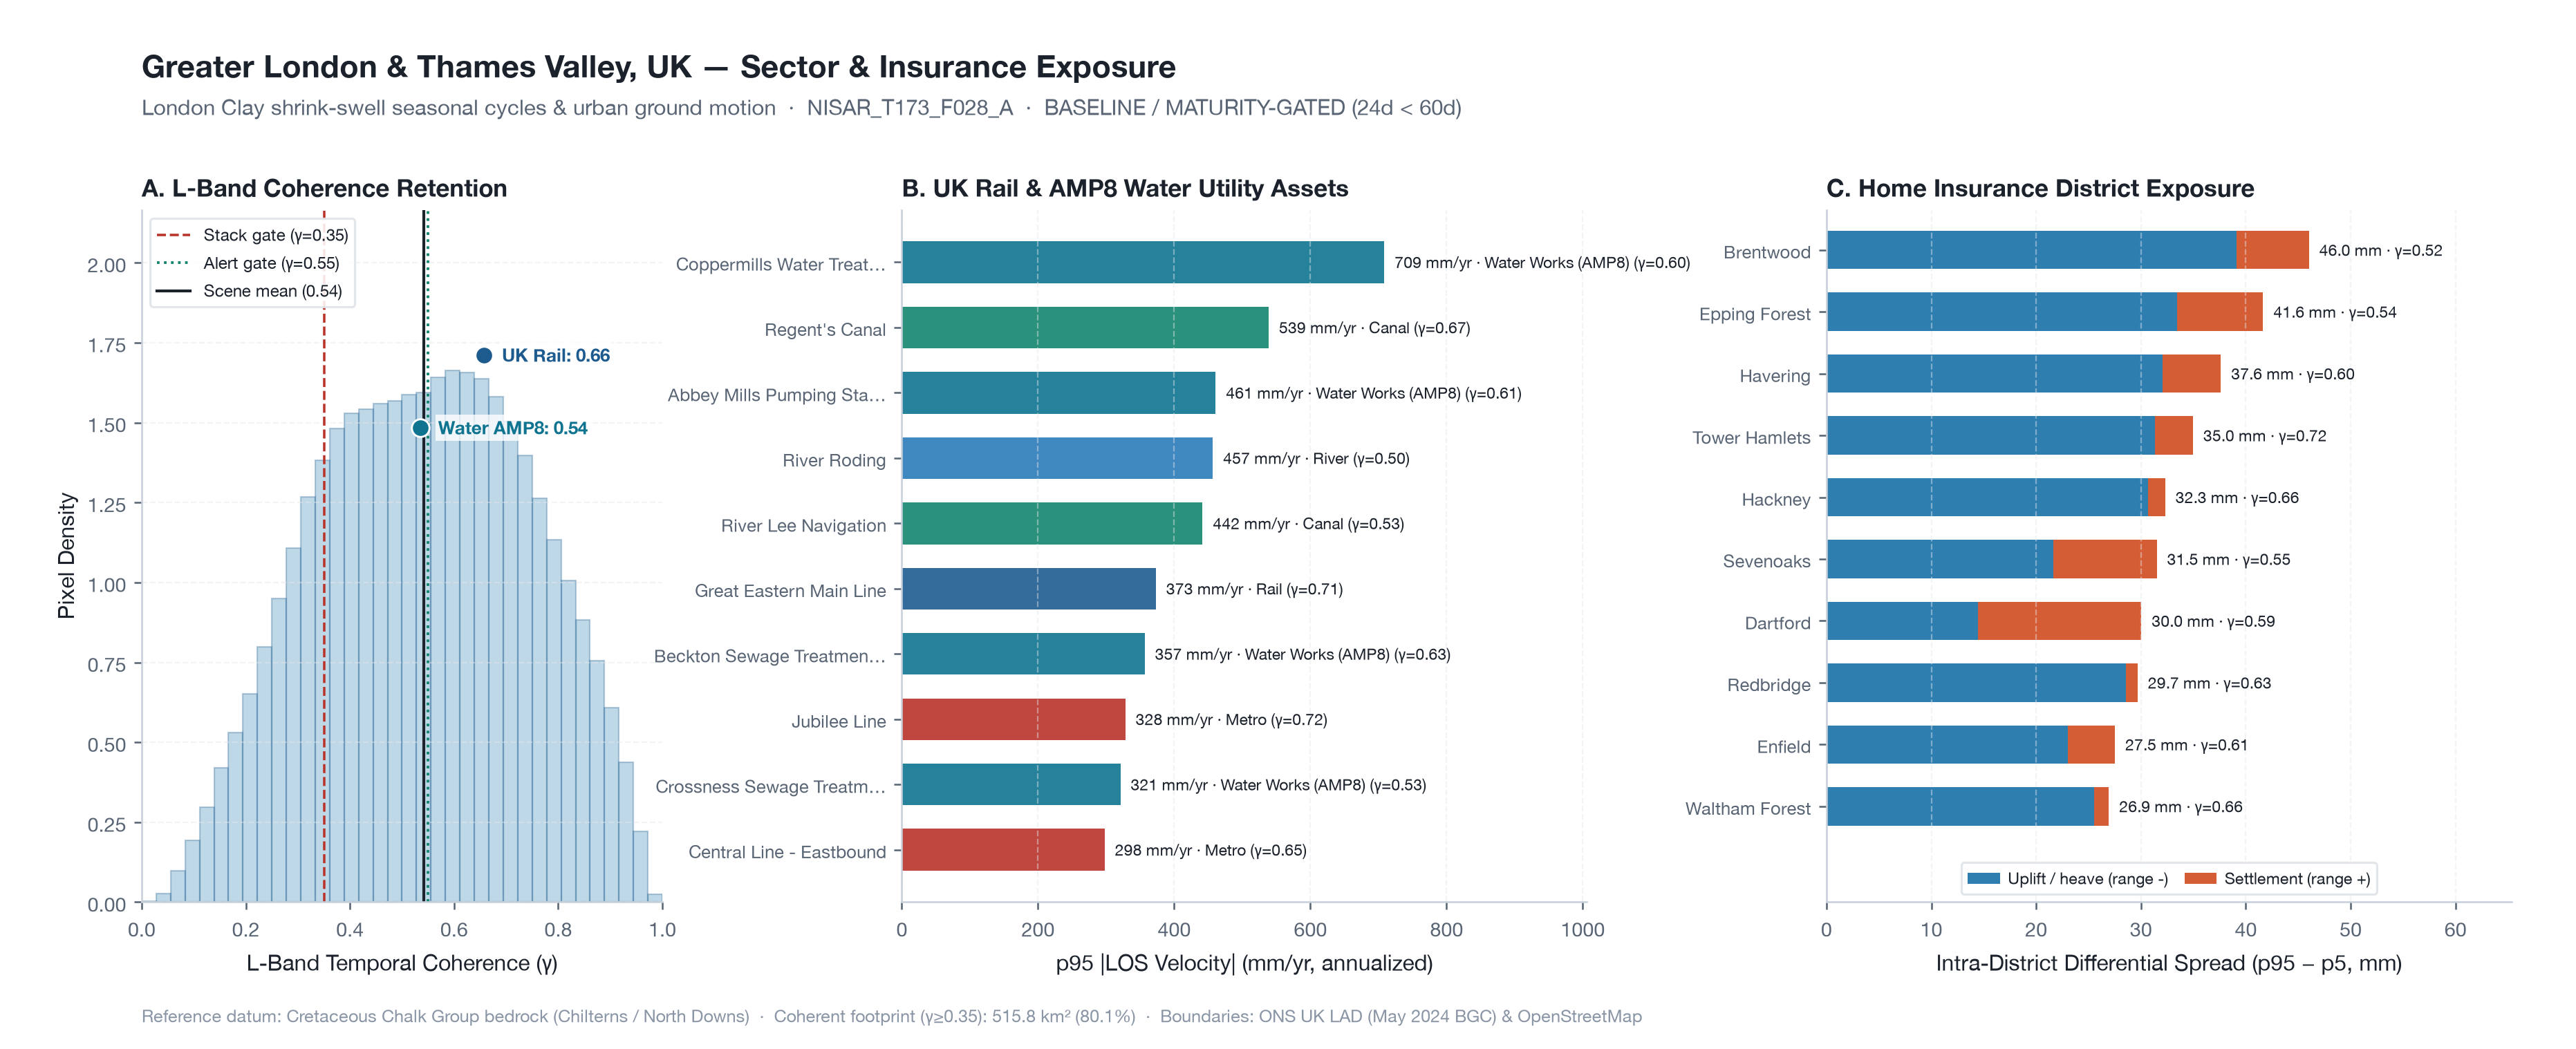 Greater London & Thames Valley, UK — Sector & Insurance Exposure
London Clay shrink-swell seasonal cycles & urban ground motion · NISAR_T173_F028_A · BASELINE / MATURITY-GATED (24d < 60d)
A. L-Band Coherence Retention
Stack gate (γ=0.35)
Alert gate (γ=0.55)
Scene mean (0.54)
UK Rail: 0.66
Water AMP8: 0.54
Pixel Density
2.00
1.75
1.50
1.25
1.00
0.75
0.50
0.25
0.00
0.0 0.2 0.4 0.6 0.8 1.0
L-Band Temporal Coherence (γ)
B. UK Rail & AMP8 Water Utility Assets
Coppermills Water Treat… 709 mm/yr · Water Works (AMP8) (γ=0.60)
Regent's Canal 539 mm/yr · Canal (γ=0.67)
Abbey Mills Pumping Sta… 461 mm/yr · Water Works (AMP8) (γ=0.61)
River Roding 457 mm/yr · River (γ=0.50)
River Lee Navigation 442 mm/yr · Canal (γ=0.53)
Great Eastern Main Line 373 mm/yr · Rail (γ=0.71)
Beckton Sewage Treatmen… 357 mm/yr · Water Works (AMP8) (γ=0.63)
Jubilee Line 328 mm/yr · Metro (γ=0.72)
Crossness Sewage Treatm… 321 mm/yr · Water Works (AMP8) (γ=0.53)
Central Line - Eastbound 298 mm/yr · Metro (γ=0.65)
0 200 400 600 800 1000
p95 |LOS Velocity| (mm/yr, annualized)
C. Home Insurance District Exposure
Brentwood 46.0 mm · γ=0.52
Epping Forest 41.6 mm · γ=0.54
Havering 37.6 mm · γ=0.60
Tower Hamlets 35.0 mm · γ=0.72
Hackney 32.3 mm · γ=0.66
Sevenoaks 31.5 mm · γ=0.55
Dartford 30.0 mm · γ=0.59
Redbridge 29.7 mm · γ=0.63
Enfield 27.5 mm · γ=0.61
Waltham Forest 26.9 mm · γ=0.66
Uplift / heave (range -) Settlement (range +)
0 10 20 30 40 50 60
Intra-District Differential Spread (p95 – p5, mm)
Reference datum: Cretaceous Chalk Group bedrock (Chilterns / North Downs) · Coherent footprint (γ≥0.35): 515.8 km² (80.1%) · Boundaries: ONS UK LAD (May 2024 BGC) & OpenStreetMap